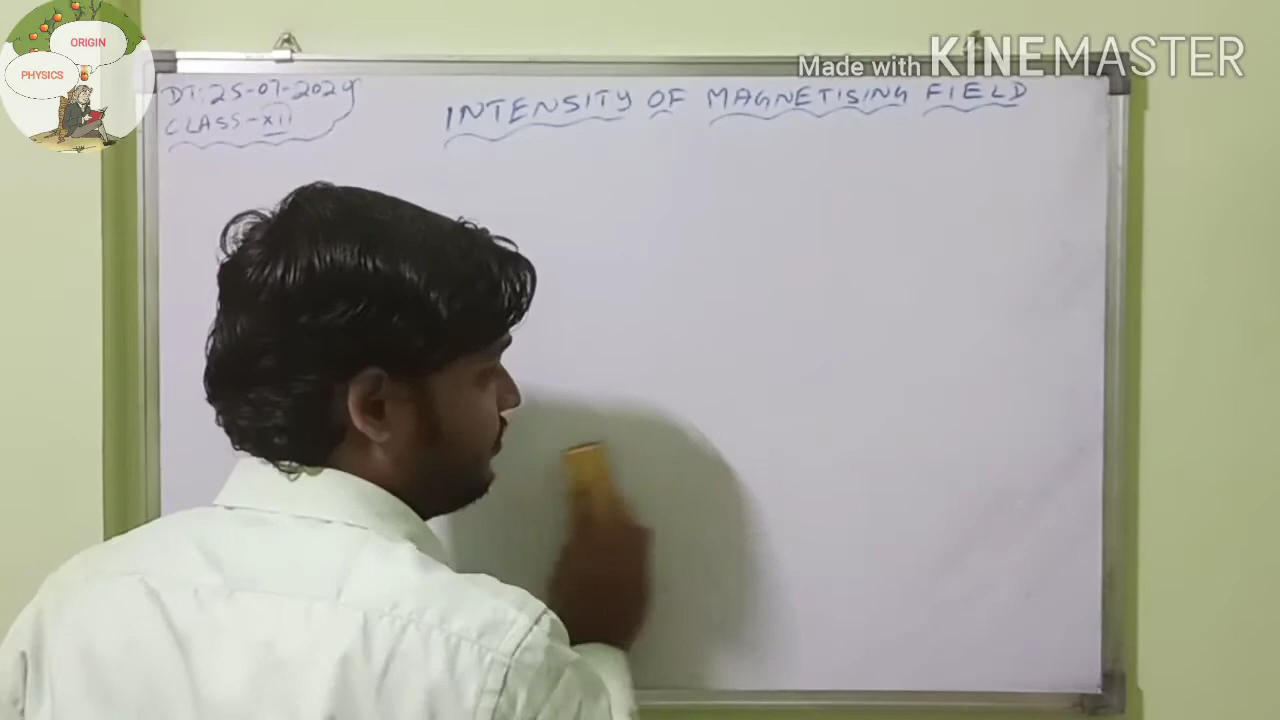 ORIGIN
PHYSICS
Made with KINEMASTER
DT:25-07-2024
INTENSITY OF MAGNETISING FIELD
CLASS-XII